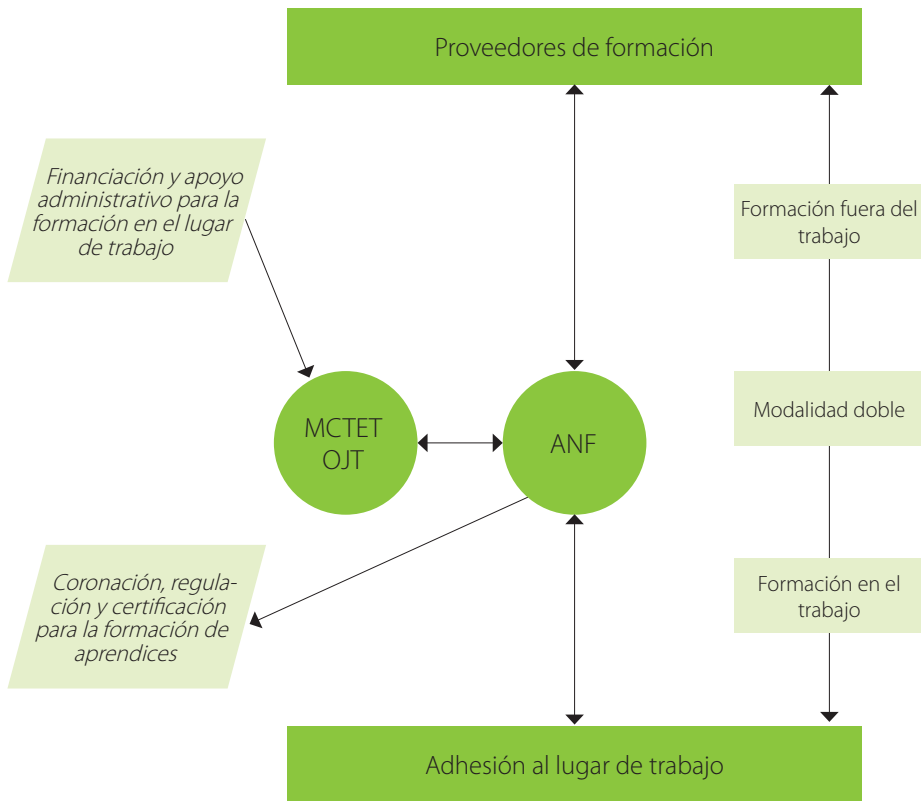 Proveedores de formación
Financiación y apoyo
administrativo para la
formación en el lugar
de trabajo
Formación fuera del
trabajo
MCTET
OJT
ANF
Modalidad doble
Coronación, regula-
ación y certificación
para la formación de
aprendices
Formación en el
trabajo
Adhesión al lugar de trabajo